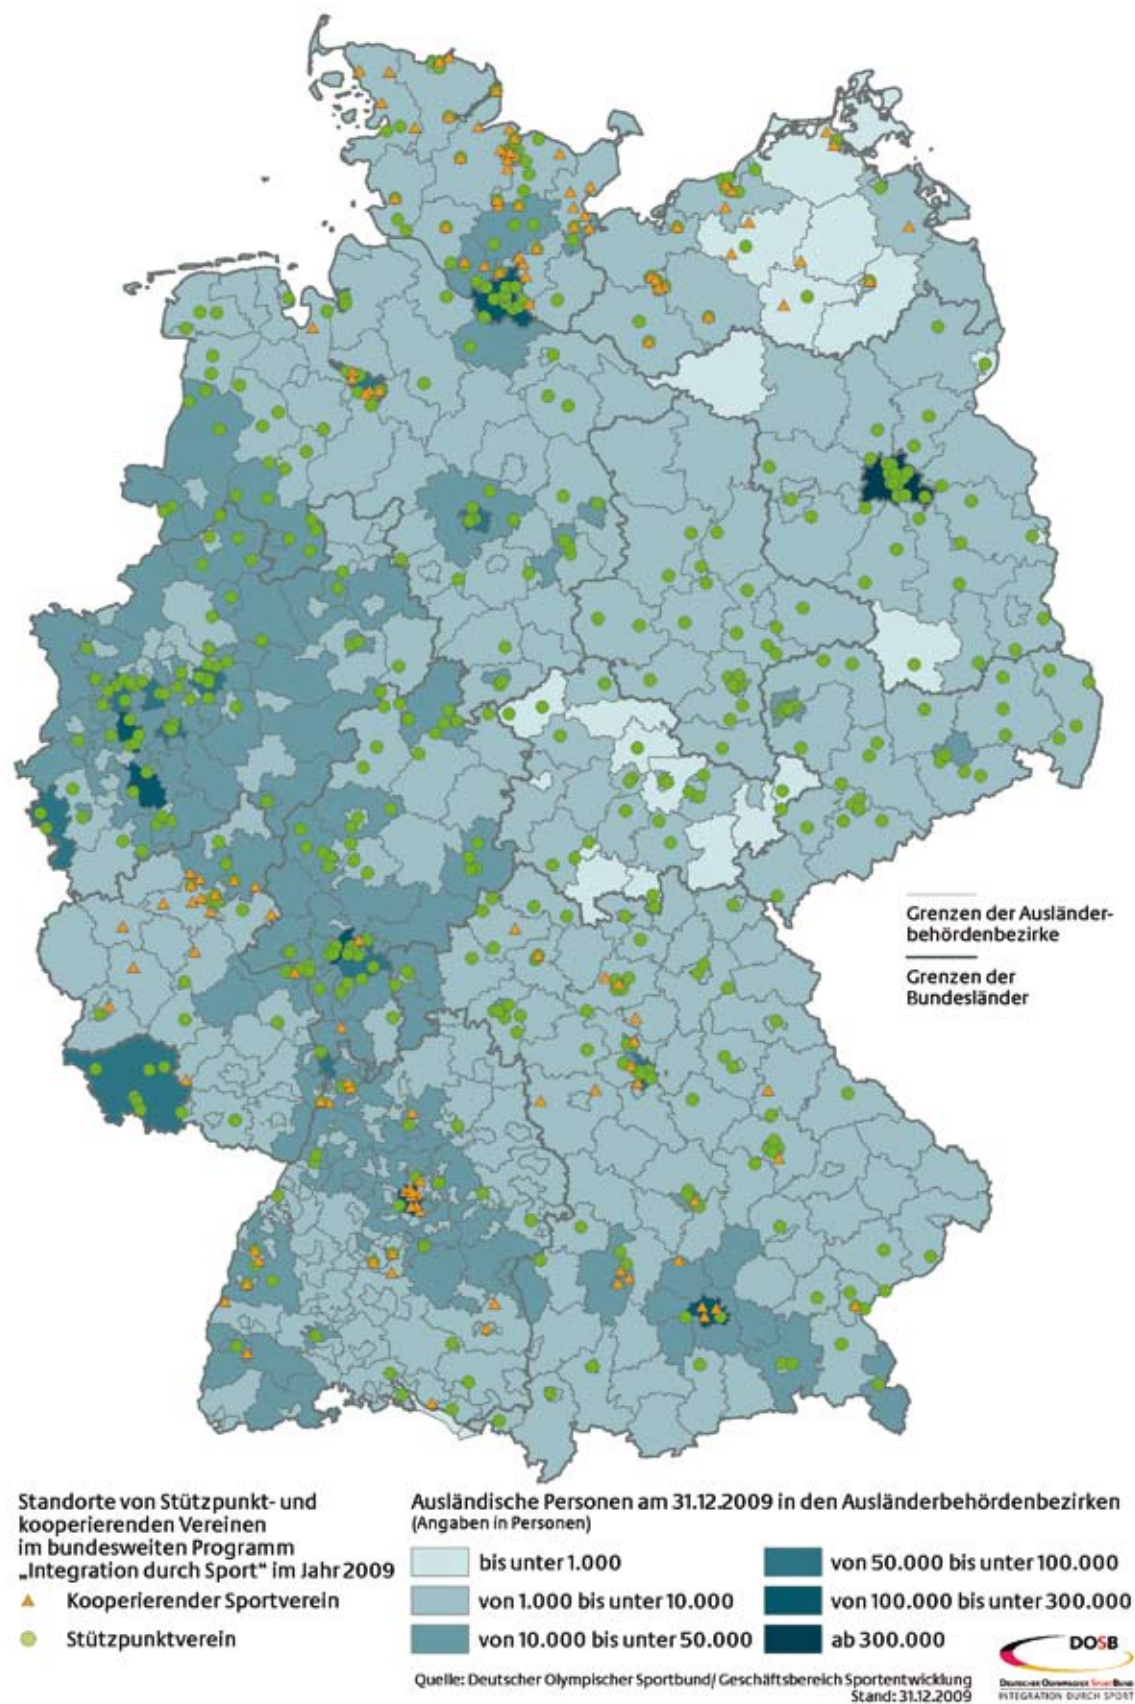 Grenzen der Ausländer-
behördenbezirke
Grenzen der
Bundesländer
Standorte von Stützpunkt- und
kooperierenden Vereinen
im bundesweiten Programm
„Integration durch Sport“ im Jahr 2009
Kooperierender Sportverein
Stützpunktverein
Ausländische Personen am 31.12.2009 in den Ausländerbehördenbezirken
(Angaben in Personen)
bis unter 1.000
von 1.000 bis unter 10.000
von 10.000 bis unter 50.000
von 50.000 bis unter 100.000
von 100.000 bis unter 300.000
ab 300.000
Quelle: Deutscher Olympischer Sportbund/ Geschäftsbereich Sportentwicklung
Stand: 31.12.2009
DOSB
DEUTSCHER OLYMPISCHER SPORTBUND
INTEGRATION DURCH SPORT